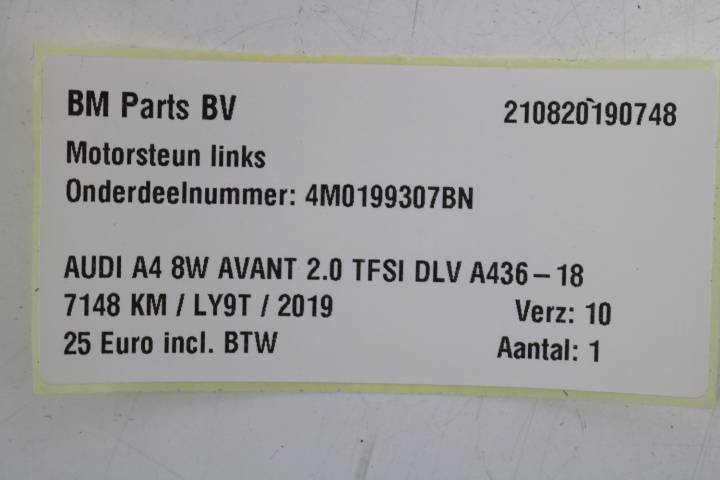 BM Parts BV 210820190748
Motorsteun links
Onderdeelnummer: 4M0199307BN
AUDI A4 8W AVANT 2.0 TFSI DLV A436-18
7148 KM / LY9T / 2019 Verz: 10
25 Euro incl. BTW Aantal: 1